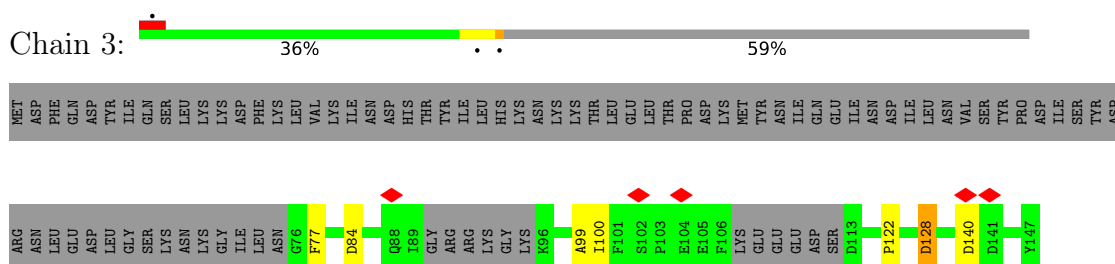 Chain 3:
36%
59%
MET ASP PHE GLN ASP TYR ILE GLN SER LEU LYS LYS ASP PHE LYS LEU VAL LYS ILE ASN ASP HIS THR TYR ILE LEU HIS LYS ASN LYS LYS THR LEU GLU LEU THR PRO ASP LYS MET TYR ASN ILE GLN GLU ILE ASN ASP ILE LEU ASN VAL SER TYR PRO ASP ILE SER TYR ASP
ARG ASN LEU GLU ASP LEU GLY SER LYS ASN LYS GLY ILE LEU ASN G76 F77 D84 Q88 I89 GLY ARG ARG LYS GLY LYS K96 A99 I100 F101 S102 P103 E104 E105 F106 LYS GLU GLU GLU ASP SER D113 P122 D128 D140 D141 Y147